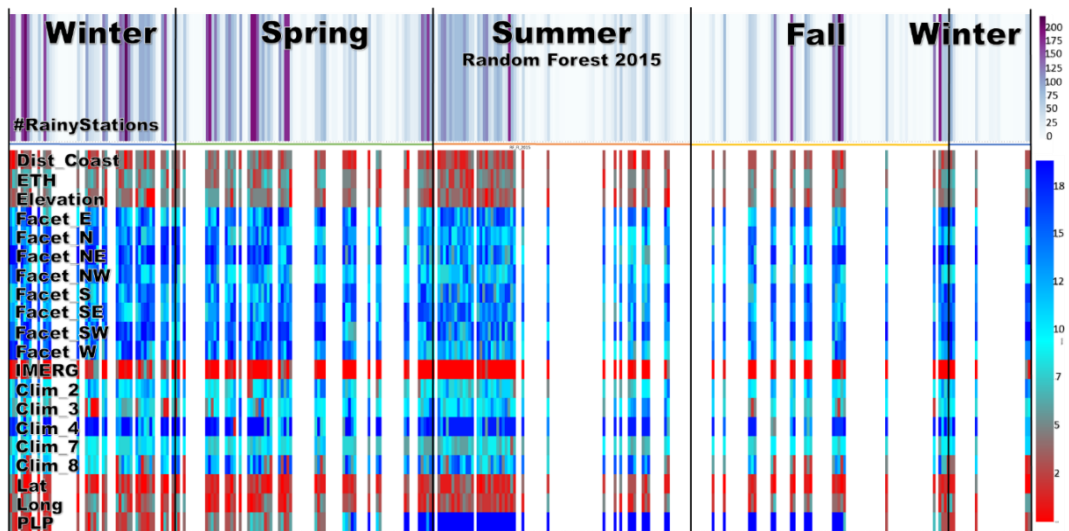 Winter Spring Summer Fall Winter
Random Forest 2015
#RainyStations
200
175
150
125
100
75
50
25
0
Dist_Coast
ETH
Elevation
Facet_E
Facet_N
Facet_NE
Facet_NW
Facet_S
Facet_SE
Facet_SW
Facet_W
IMERG
Clim_2
Clim_3
Clim_4
Clim_7
Clim_8
Lat
Long
PLP
18
15
12
10
7
5
2